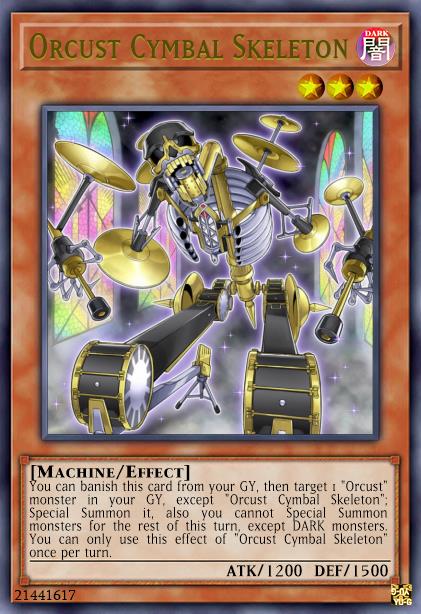 ORCUST CYMBAL SKELETON
DARK
闇
[MACHINE/EFFECT]
You can banish this card from your GY, then target 1 "Orcust"
monster in your GY, except "Orcust Cymbal Skeleton";
Special Summon it, also you cannot Special Summon
monsters for the rest of this turn, except DARK monsters.
You can only use this effect of "Orcust Cymbal Skeleton"
once per turn.
ATK/1200 DEF/1500
21441617